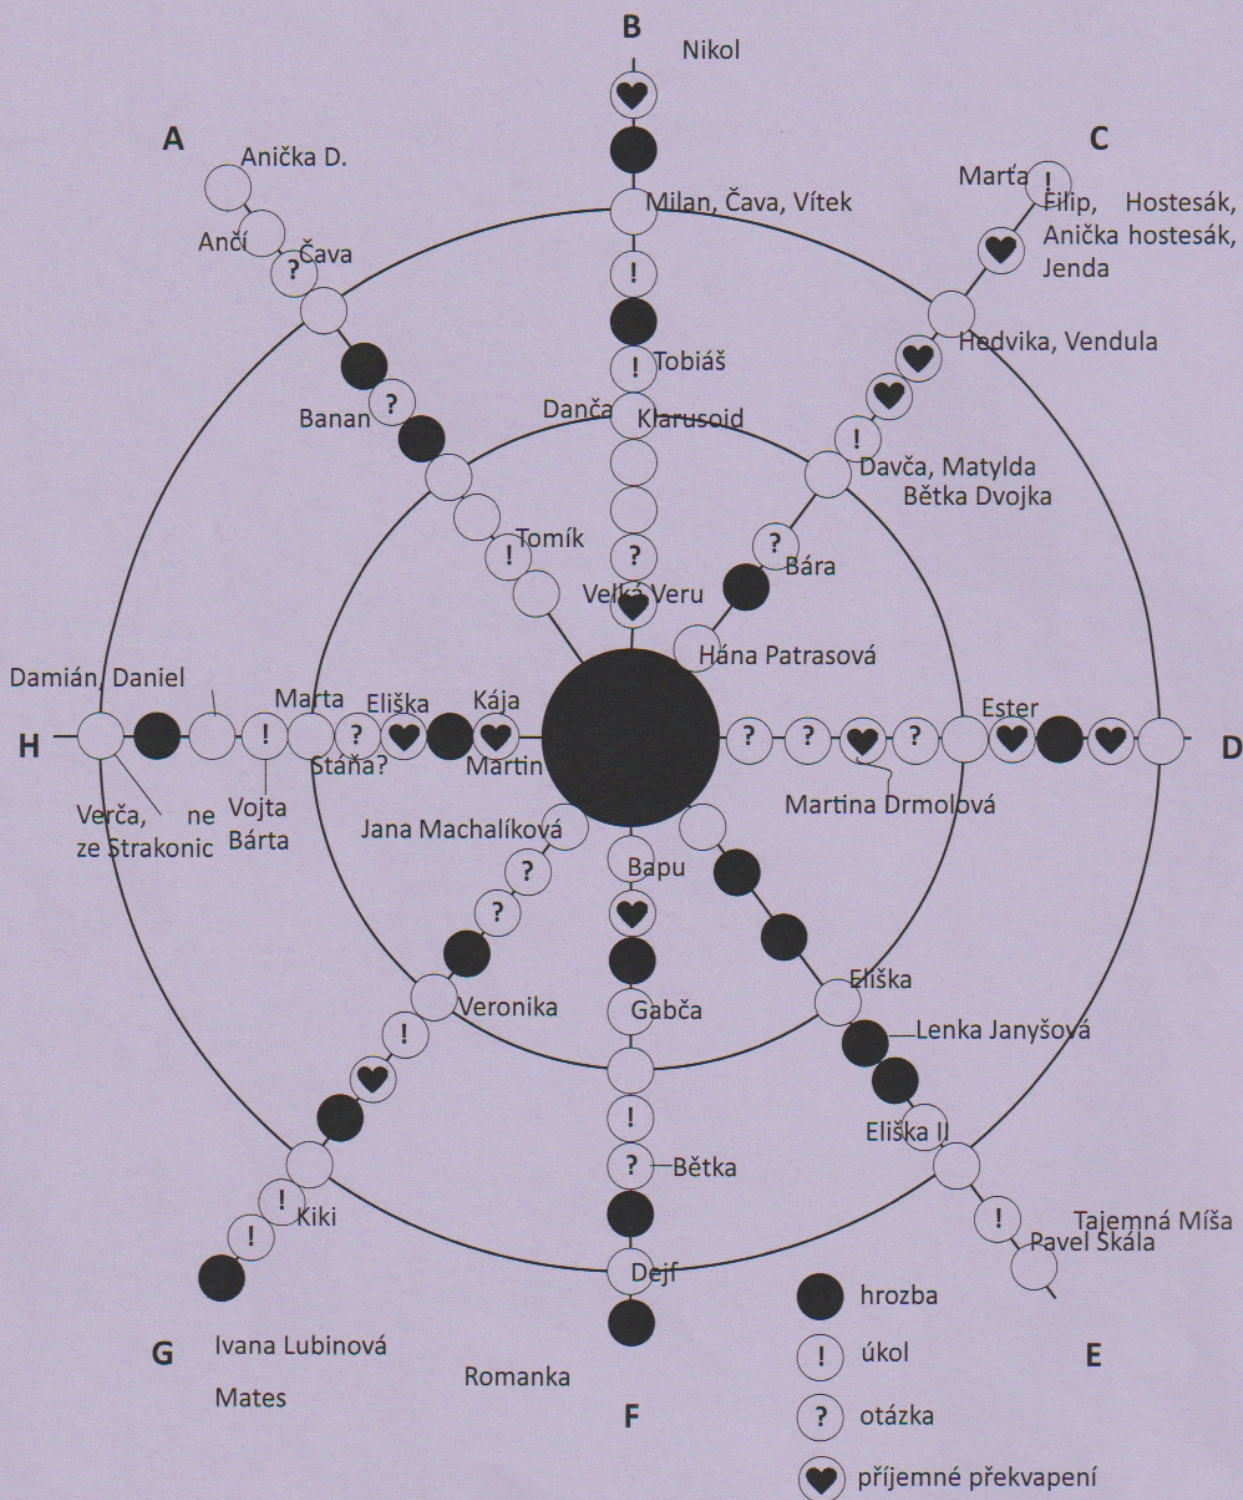 B
Nikol
A
C
Anička D.
Marťa
!
Filip, Hostesák,
Anička hostesák,
Jenda
Milan, Čava, Vítek
Ančí
Čava
?
!
Hedvika, Vendula
!
Tobiáš
?
Banan
Danča
Klarusoid
!
Davča, Matylda
Bětka Dvojka
!
Tomík
?
?
Bára
Velká Veru
Hána Patrasová
Damián, Daniel
Marta
Eliška
Kája
Ester
H
!
?
?
?
?
D
Stáňa?
Martin
Martina Drmolová
Verča, ne
ze Strakonic
Vojta
Bárta
Jana Machalíková
?
Bapu
?
Eliška
Veronika
Gabča
!
Lenka Janyšová
!
Eliška II
?
Bětka
!
Kiki
!
!
Tajemná Míša
Pavel Skála
Dejf
hrozba
G
Ivana Lubinová
!
úkol
E
Mates
Romanka
F
?
otázka
příjemné překvapení